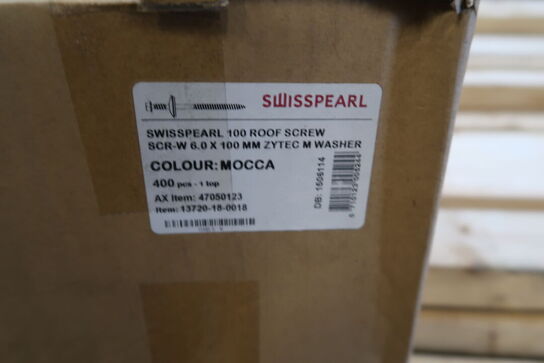 SWISSPEARL
SWISSPEARL 100 ROOF SCREW
SCR-W 6.0 X 100 MM ZYTEC M WASHER
COLOUR: MOCCA
400 pcs - 1 top
AX Item: 47050123
Item: 13720-18-0018
DB: 1506114